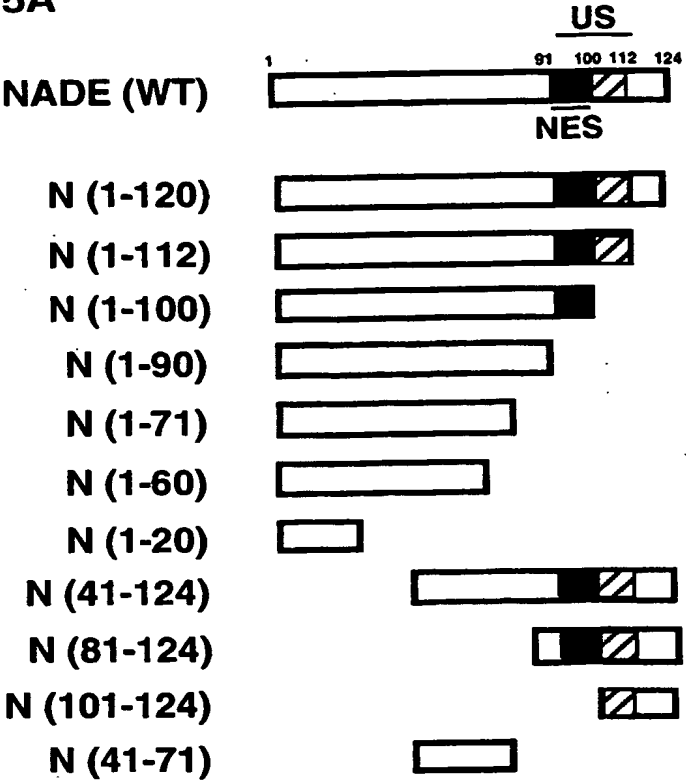 5A
US
1 91 100 112 124
NADE (WT)
NES
N (1-120)
N (1-112)
N (1-100)
N (1-90)
N (1-71)
N (1-60)
N (1-20)
N (41-124)
N (81-124)
N (101-124)
N (41-71)